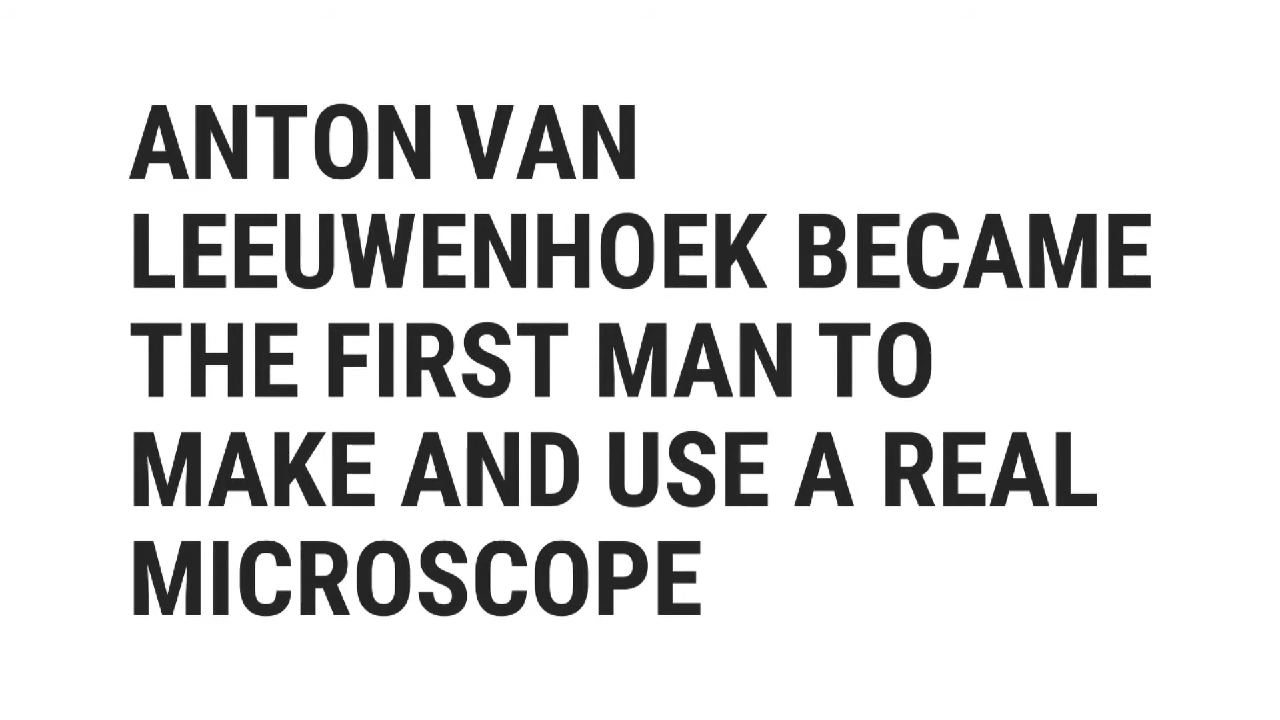 ANTON VAN
LEEUWENHOEK BECAME
THE FIRST MAN TO
MAKE AND USE A REAL
MICROSCOPE